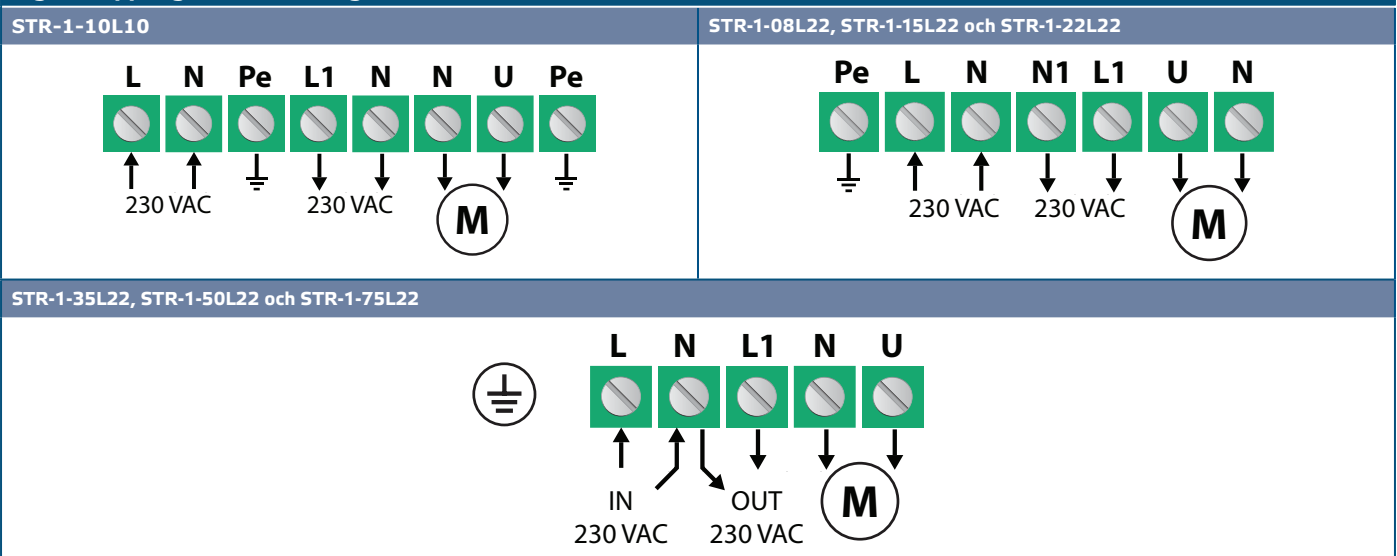 STR-1-10L10
L N Pe L1 N N U Pe
230 VAC 230 VAC
M
STR-1-08L22, STR-1-15L22 och STR-1-22L22
Pe L N N1 L1 U N
230 VAC 230 VAC
M
STR-1-35L22, STR-1-50L22 och STR-1-75L22
L N L1 N U
IN OUT
230 VAC 230 VAC
M